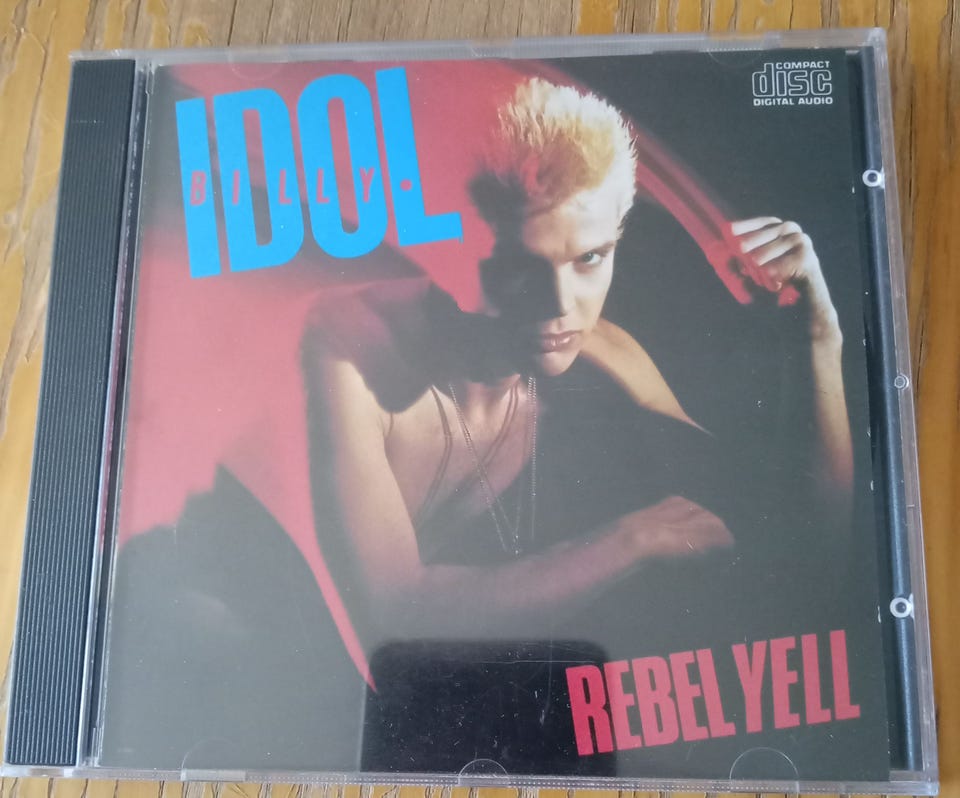 IDOL
BILLY
COMPACT
disc
DIGITAL AUDIO
REBEL YELL